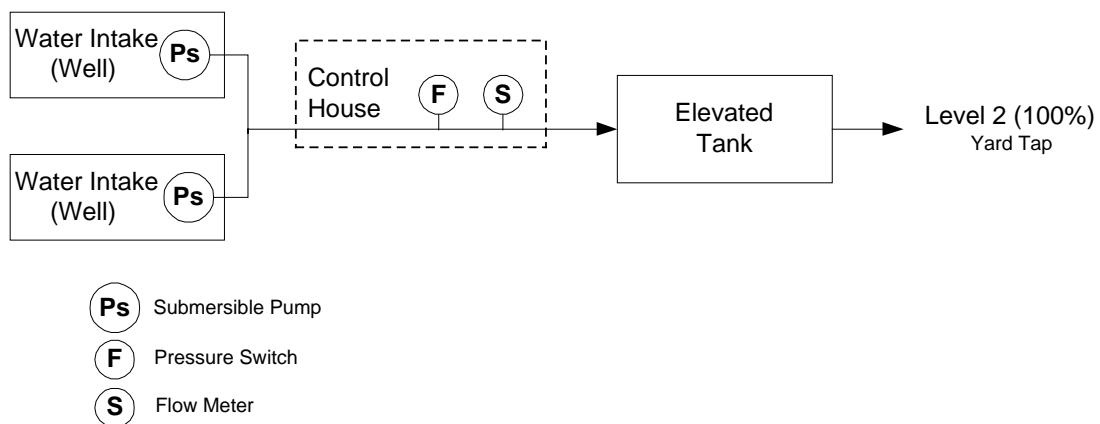 Water Intake
(Well)
Ps
Control
House
F
S
Elevated
Tank
Level 2 (100%)
Yard Tap
Water Intake
(Well)
Ps
Ps Submersible Pump
F Pressure Switch
S Flow Meter